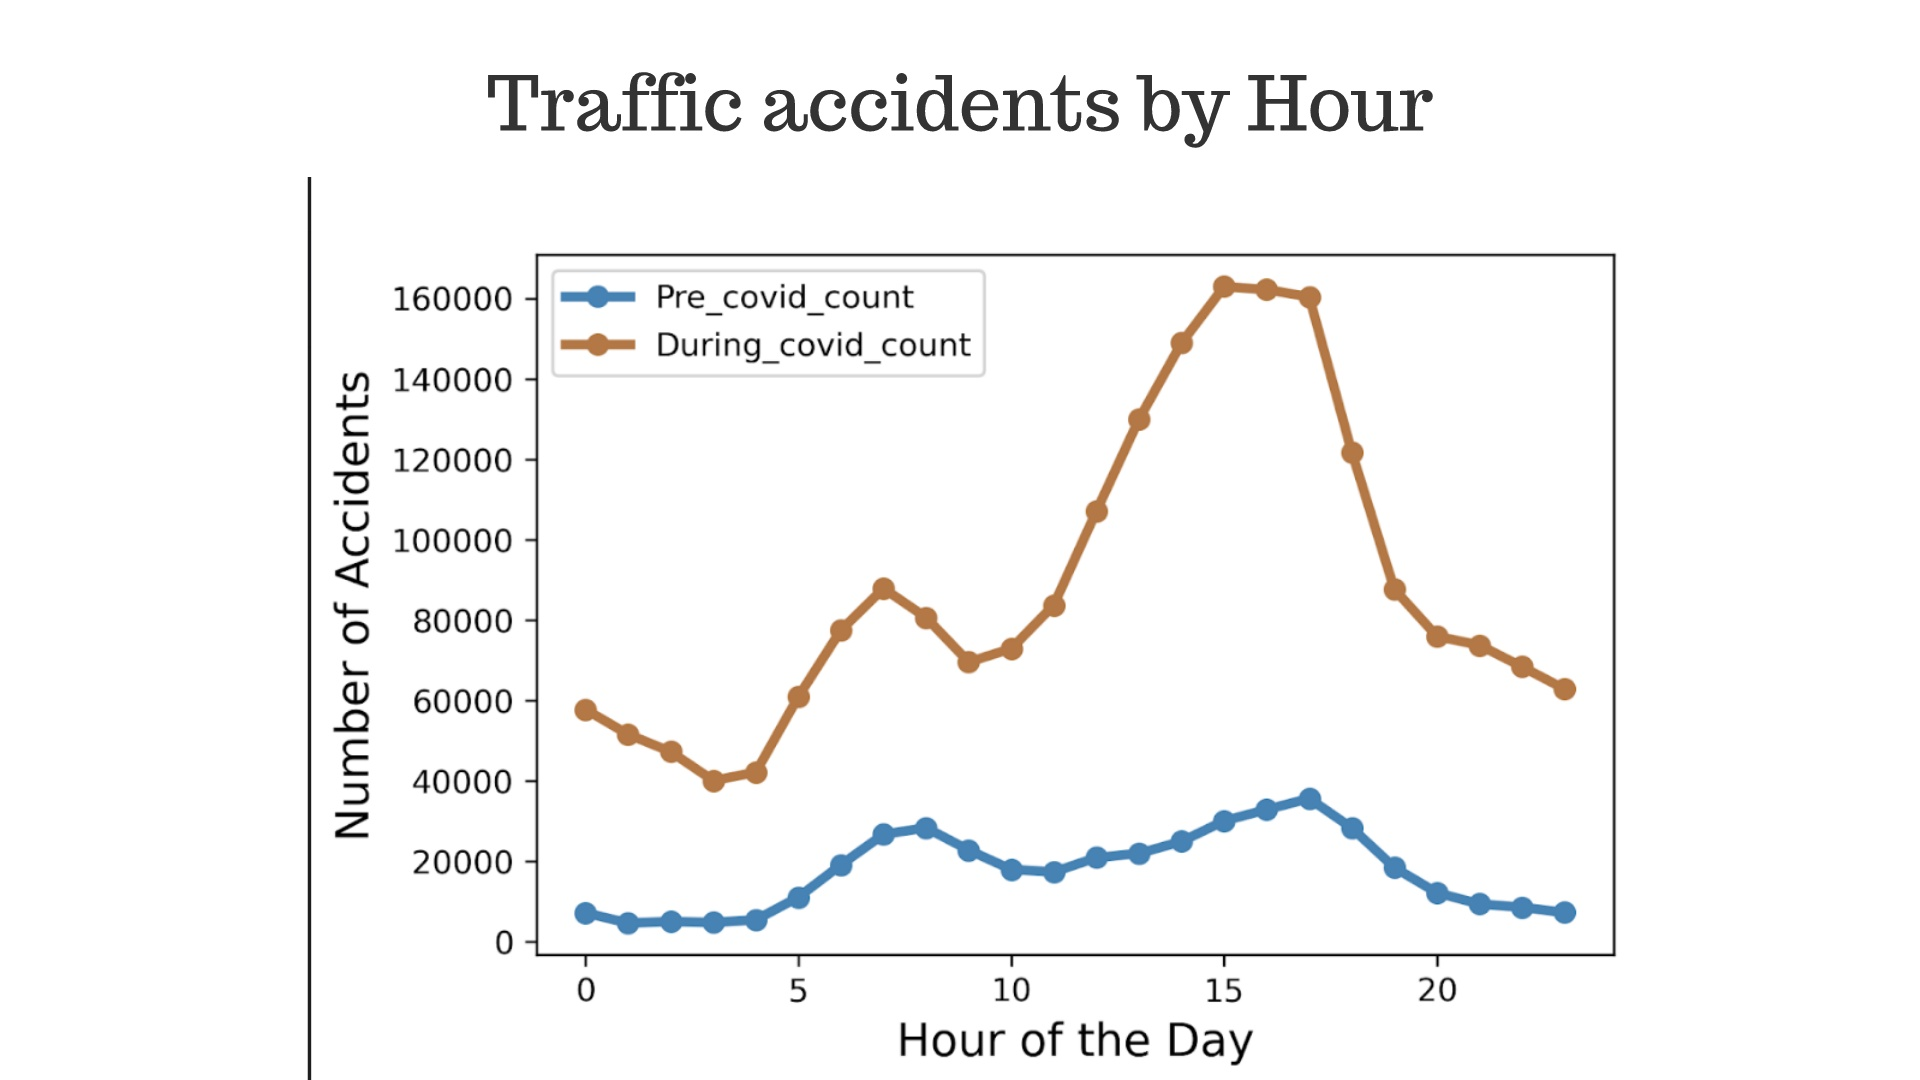 Traffic accidents by Hour
Pre_covid_count
During_covid_count
160000
140000
120000
100000
80000
60000
40000
20000
0
Number of Accidents
0 5 10 15 20
Hour of the Day